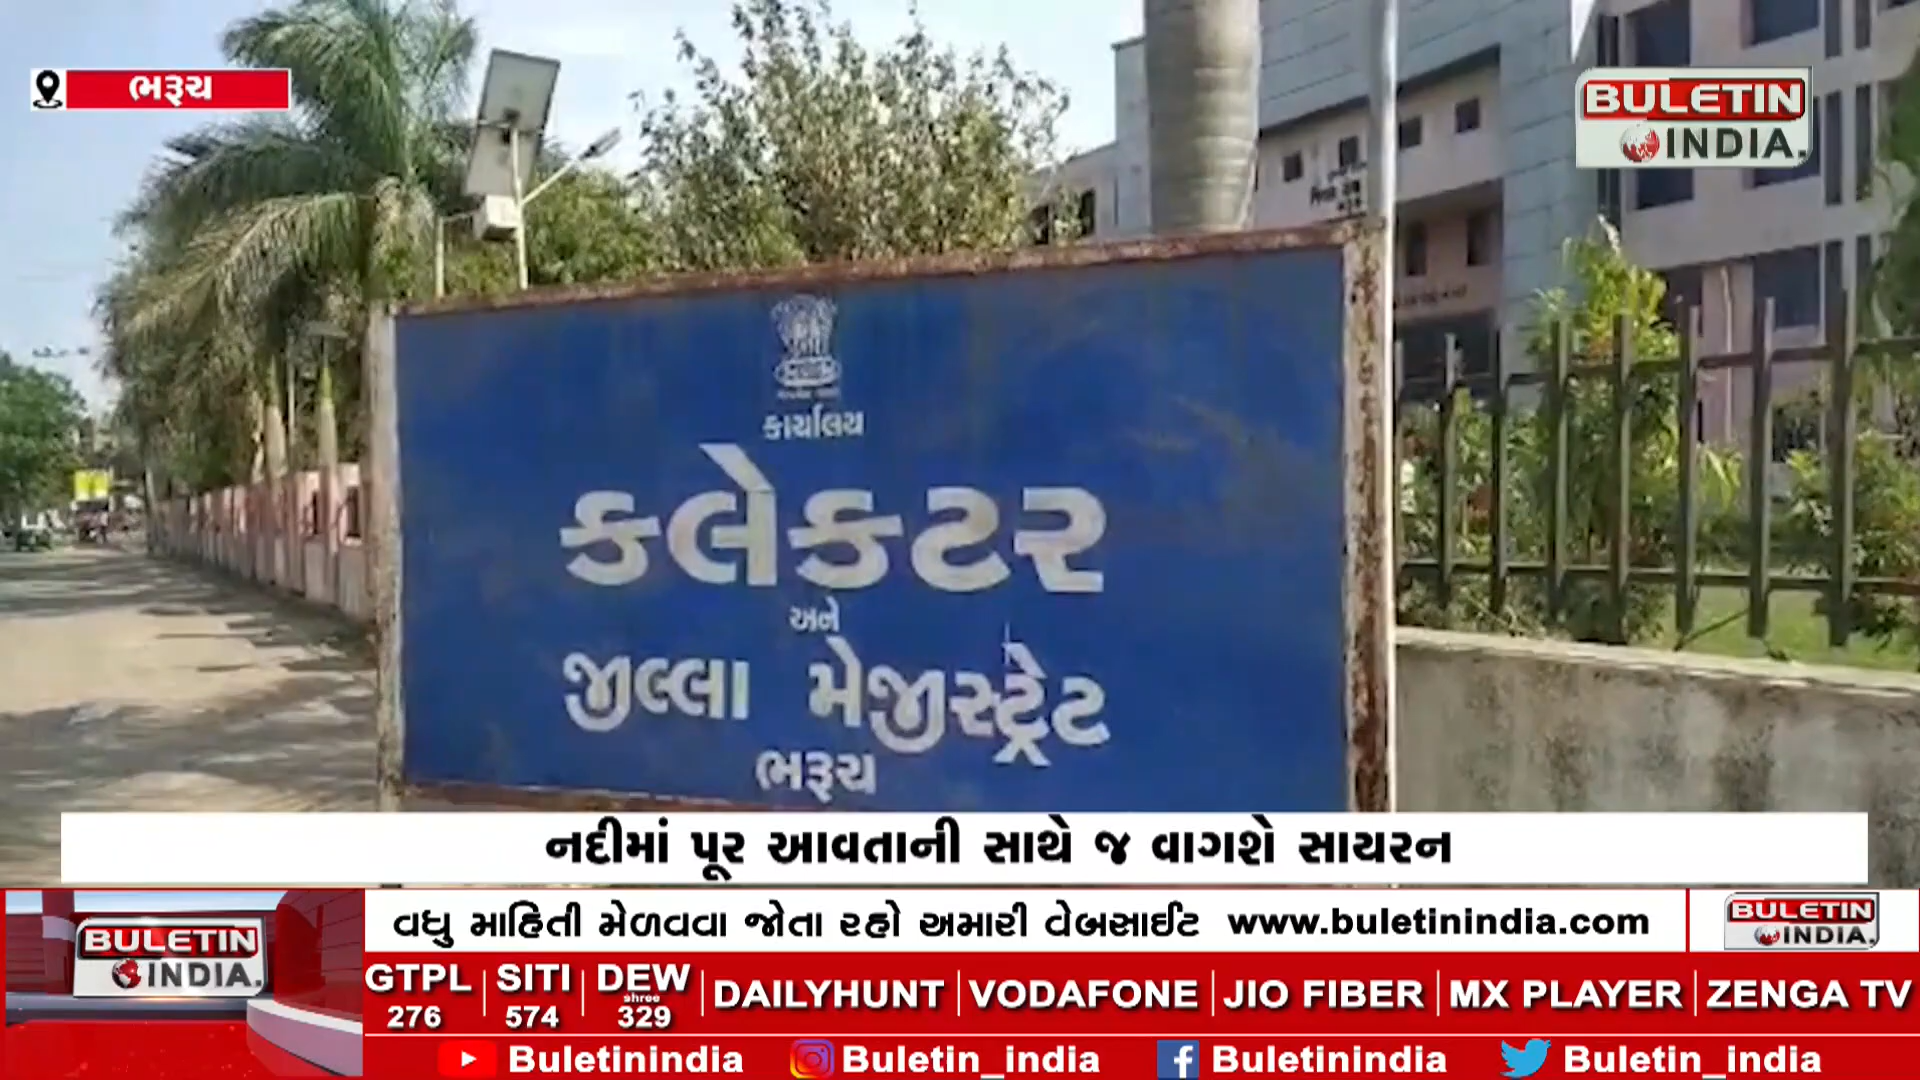 ભરૂચ
BULETIN
INDIA.
કાર્યાલય
કલેકટર
અને
જીલ્લા મેજીસ્ટ્રેટ
ભરૂચ
નદીમાં પૂર આવતાની સાથે જ વાગશે સાયરન
વધુ માહિતી મેળવવા જોતા રહો અમારી વેબસાઈટ www.buletinindia.com
BULETIN
INDIA.
BULETIN
INDIA.
GTPL 276 SITI 574 DEW shree 329 DAILYHUNT VODAFONE JIO FIBER MX PLAYER ZENGA TV
Buletinindia Buletin_india Buletinindia Buletin_india